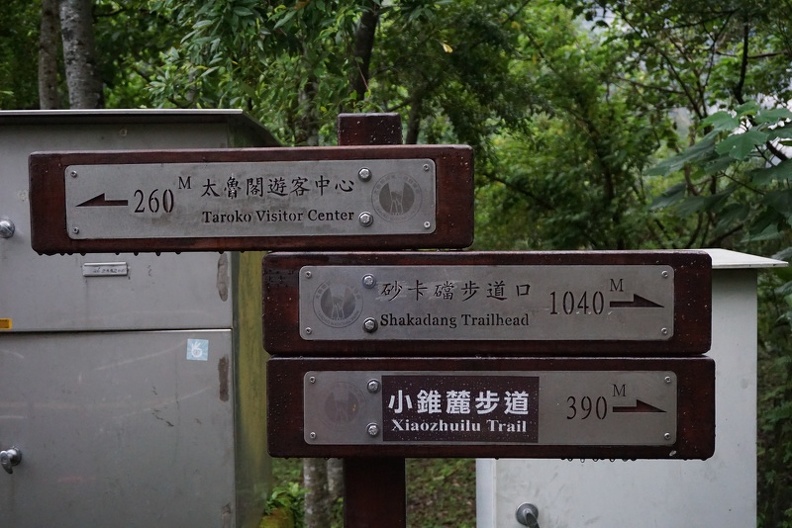 260 M 太魯閣遊客中心
Taroko Visitor Center
砂卡礑步道口 1040 M
Shakadang Trailhead
小錐麓步道 390 M
Xiaozhuilu Trail